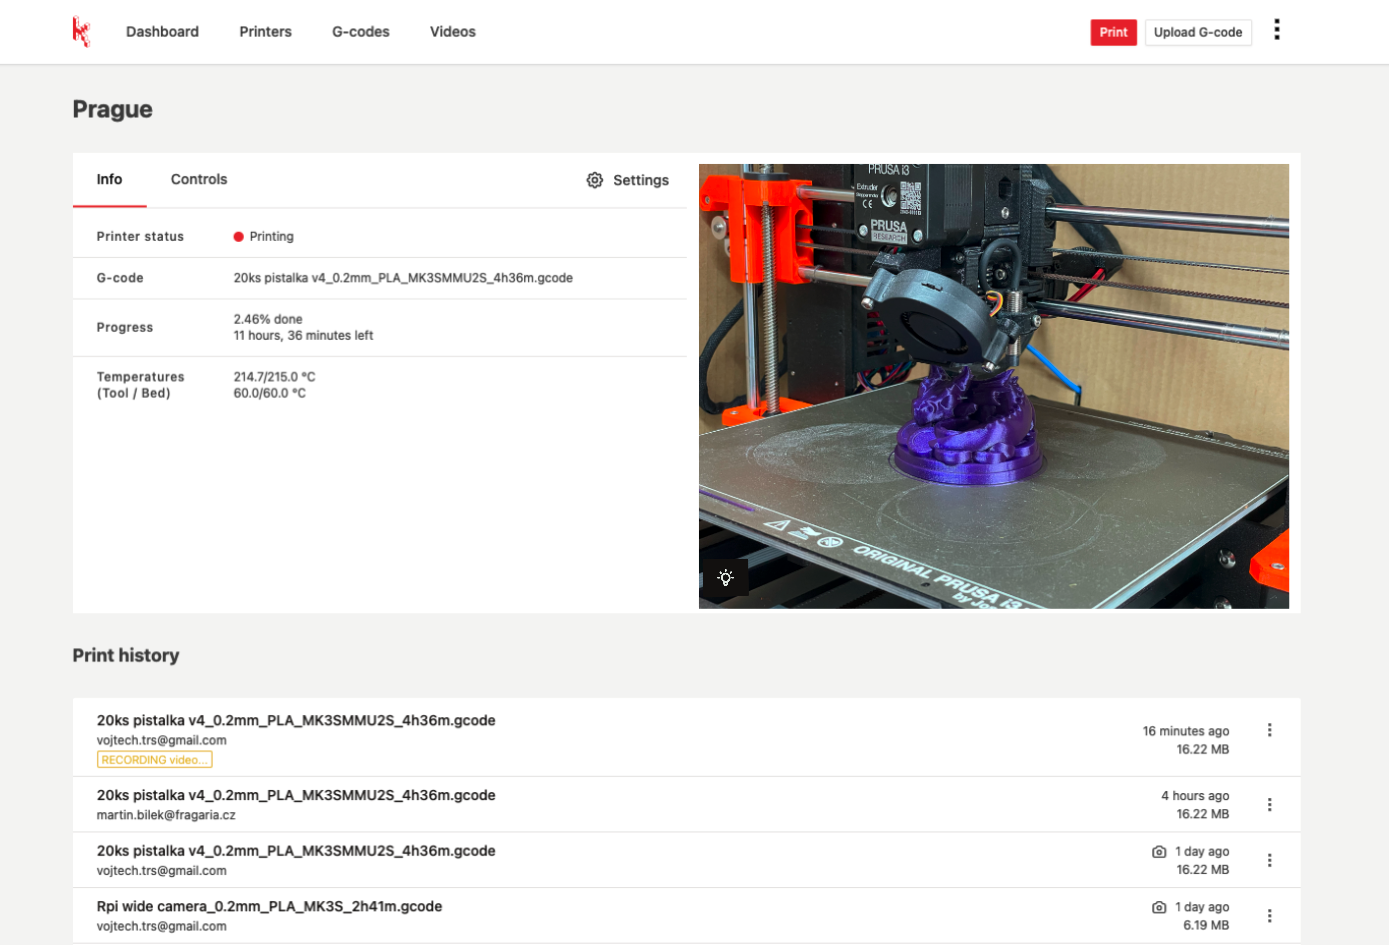 Dashboard
Printers
G-codes
Videos
Print
Upload G-code
Prague
Info
Controls
Settings
Printer status
Printing
G-code
20ks pistalka v4_0.2mm_PLA_MK3SMMU2S_4h36m.gcode
Progress
2.46% done
11 hours, 36 minutes left
Temperatures
(Tool / Bed)
214.7/215.0 °C
60.0/60.0 °C
PRUSA i3
Extruder
CE
PRUSA
RESEARCH
ORIGINAL PRUSA i3
by Jo
Print history
20ks pistalka v4_0.2mm_PLA_MK3SMMU2S_4h36m.gcode
vojtech.trs@gmail.com
RECORDING video...
16 minutes ago
16.22 MB
20ks pistalka v4_0.2mm_PLA_MK3SMMU2S_4h36m.gcode
martin.bilek@fragaria.cz
4 hours ago
16.22 MB
20ks pistalka v4_0.2mm_PLA_MK3SMMU2S_4h36m.gcode
vojtech.trs@gmail.com
1 day ago
16.22 MB
Rpi wide camera_0.2mm_PLA_MK3S_2h41m.gcode
vojtech.trs@gmail.com
1 day ago
6.19 MB